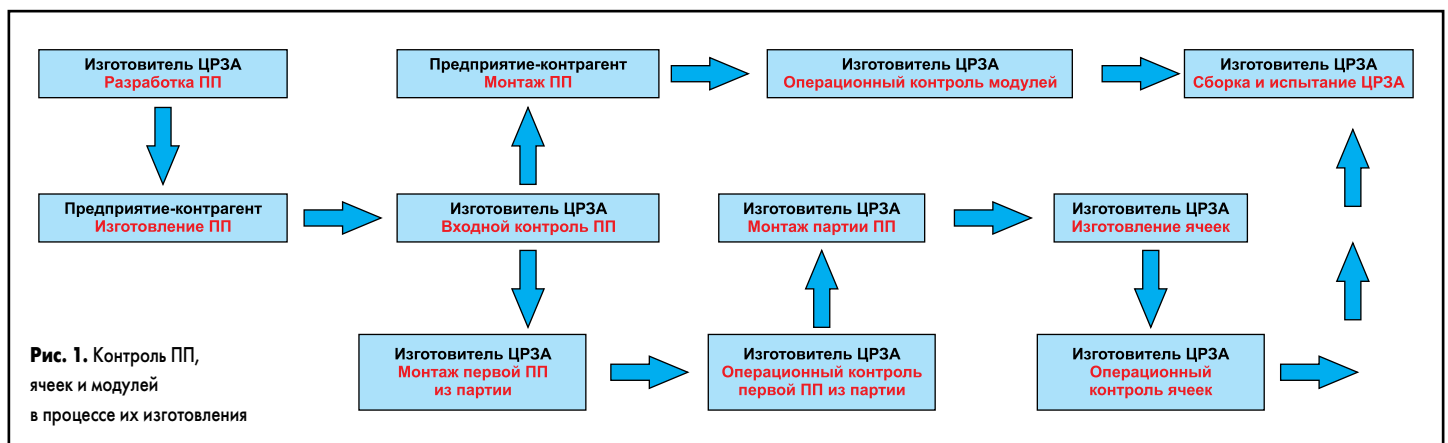 Изготовитель ЦРЗА
Разработка ПП
Предприятие-контрагент
Монтаж ПП
Изготовитель ЦРЗА
Операционный контроль модулей
Изготовитель ЦРЗА
Сборка и испытание ЦРЗА
Предприятие-контрагент
Изготовление ПП
Изготовитель ЦРЗА
Входной контроль ПП
Изготовитель ЦРЗА
Монтаж партии ПП
Изготовитель ЦРЗА
Изготовление ячеек
Изготовитель ЦРЗА
Монтаж первой ПП
из партии
Изготовитель ЦРЗА
Операционный контроль
первой ПП из партии
Изготовитель ЦРЗА
Операционный
контроль ячеек
Рис. 1. Контроль ПП,
ячеек и модулей
в процессе их изготовления